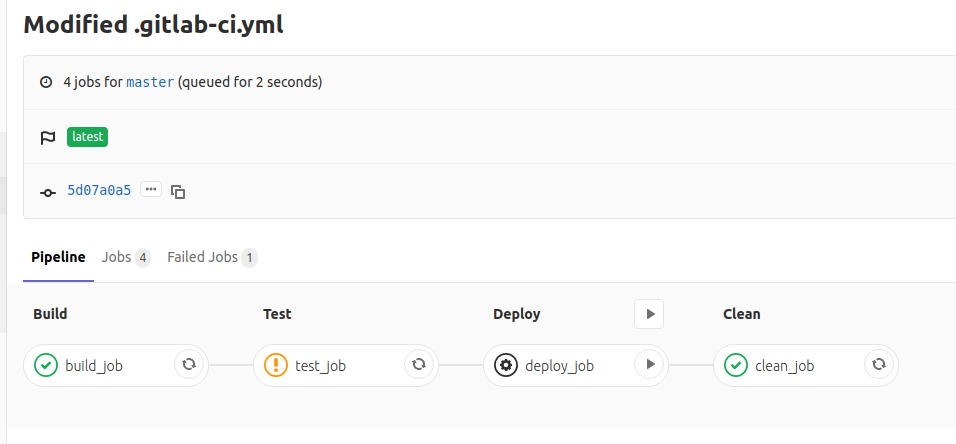 Modified .gitlab-ci.yml
4 jobs for master (queued for 2 seconds)
latest
5d07a0a5 ...
Pipeline Jobs 4 Failed Jobs 1
Build Test Deploy Clean
build_job test_job deploy_job clean_job